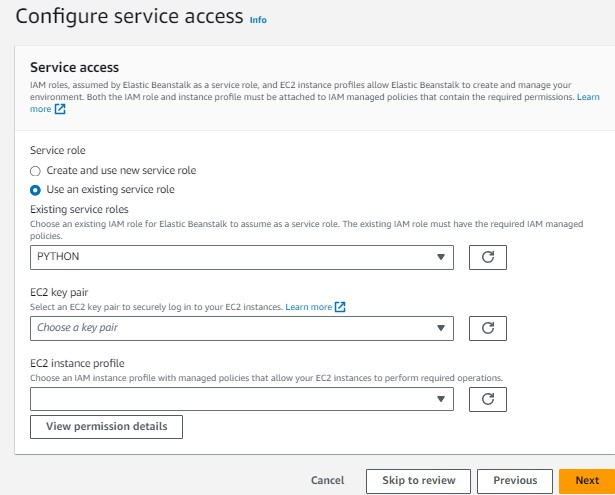 Configure service access Info
Service access
IAM roles, assumed by Elastic Beanstalk as a service role, and EC2 instance profiles allow Elastic Beanstalk to create and manage your
environment. Both the IAM role and instance profile must be attached to IAM managed policies that contain the required permissions. Learn
more
Service role
Create and use new service role
Use an existing service role
Existing service roles
Choose an existing IAM role for Elastic Beanstalk to assume as a service role. The existing IAM role must have the required IAM managed
policies.
PYTHON
EC2 key pair
Select an EC2 key pair to securely log in to your EC2 instances. Learn more
Choose a key pair
EC2 instance profile
Choose an IAM instance profile with managed policies that allow your EC2 instances to perform required operations.
View permission details
Cancel Skip to review Previous Next